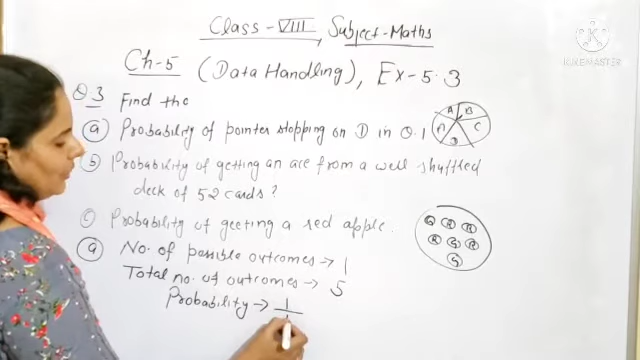 Class - VIII, Subject - Maths
Ch-5 (Data Handling), Ex-5.3
Q.3 Find the
(a) Probability of pointer stopping on D in Q.1
A B
A C
D
(b) Probability of getting an ace from a well shuffled
deck of 52 cards?
(c) Probability of geeting a red apple.
(a) No. of possible outcomes → 1
Total no. of outcomes → 5
Probability → 1
KINEMASTER